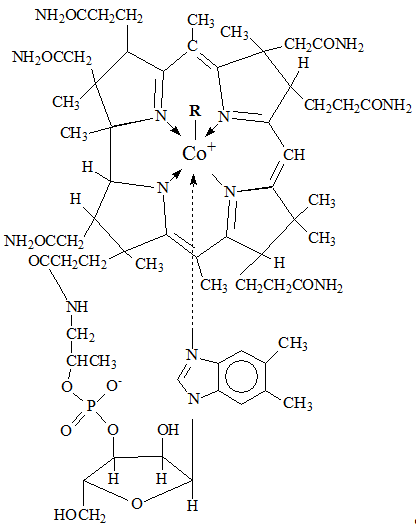 NH2OCCH2CH2 CH3
NH2OCCH2 C CH3 CH2CONH2
H
CH3 N R N CH2CH2CONH2
CH3
Co+ CH
H
N N CH3
H CH3
NH2OCCH2 H
OCCH2CH2 CH3 C CH2CH2CONH2
CH3
NH
CH2
CHCH3 N CH3
O O-
P N CH3
O
O OH
H H
O H
HOCH2